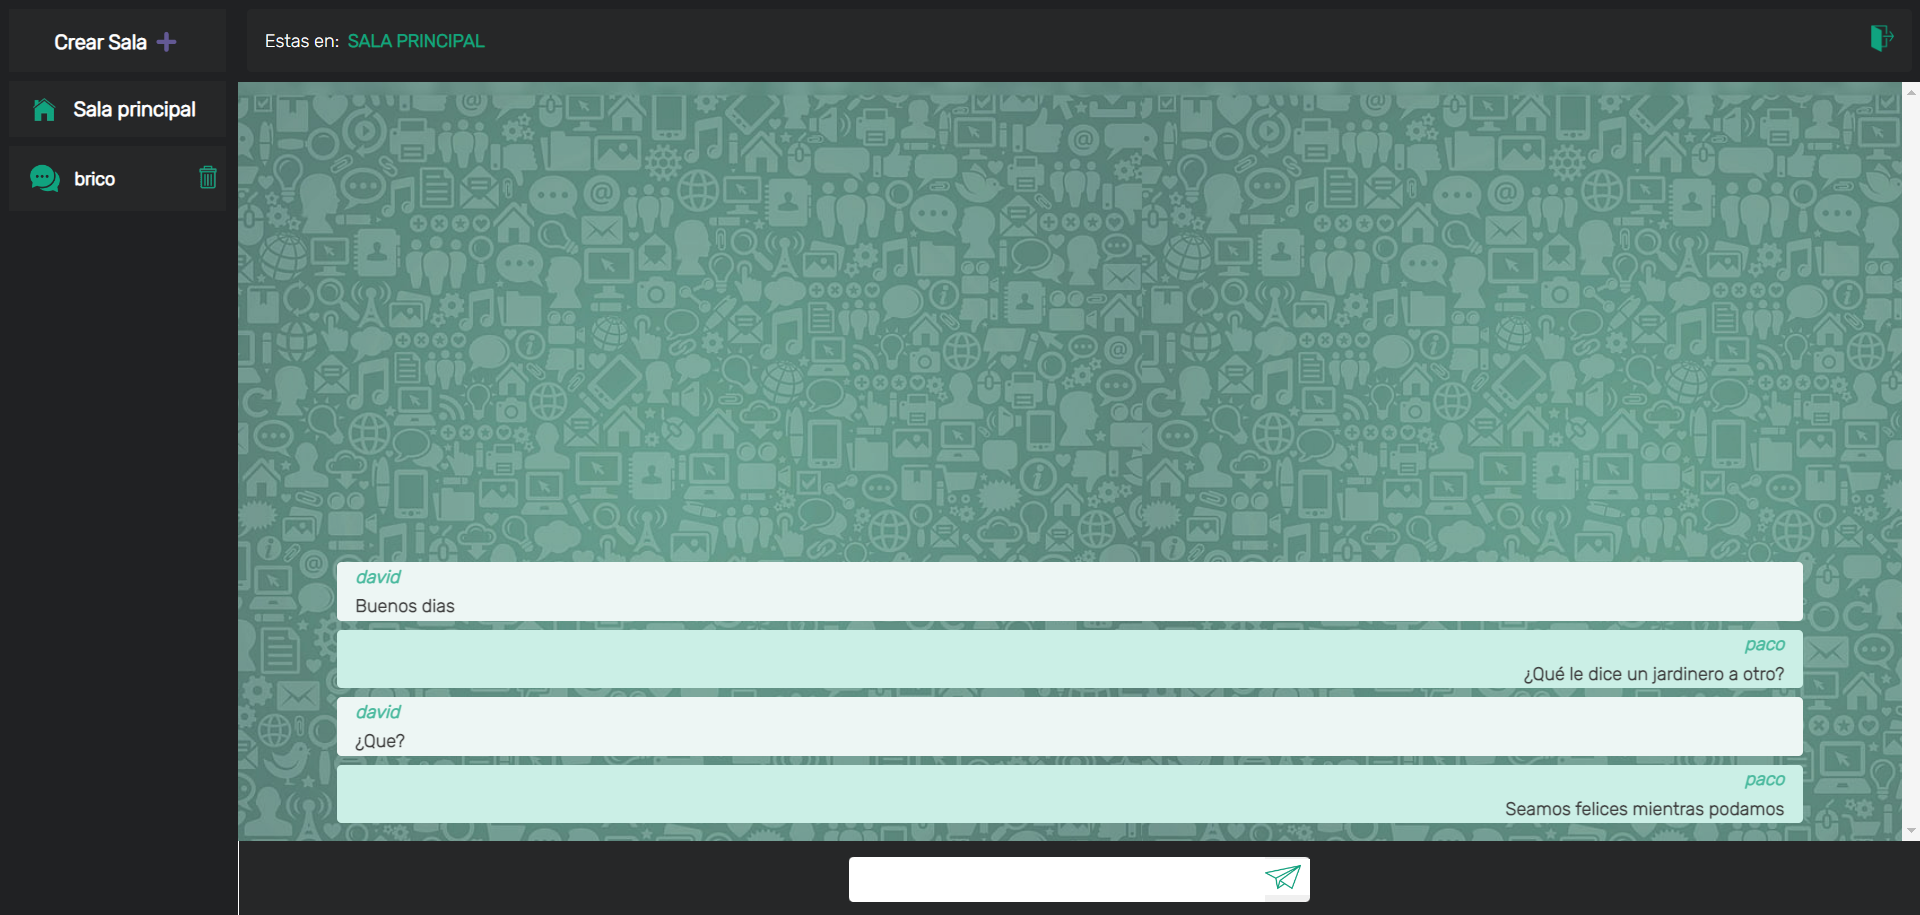 Crear Sala
Estas en: SALA PRINCIPAL
Sala principal
brico
david
Buenos dias
paco
¿Qué le dice un jardinero a otro?
david
¿Que?
paco
Seamos felices mientras podamos